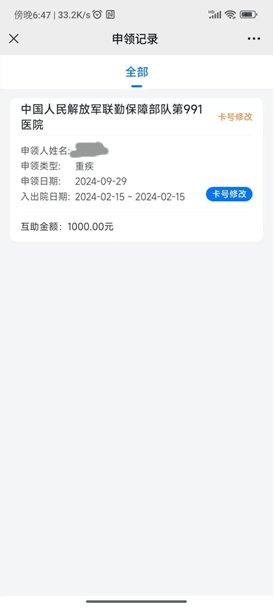 傍晚6:47 | 33.2K/s
申领记录
全部
中国人民解放军联勤保障部队第991医院
卡号修改
申领人姓名:
申领类型: 重疾
申领日期: 2024-09-29
入出院日期: 2024-02-15 - 2024-02-15
卡号修改
互助金额: 1000.00元